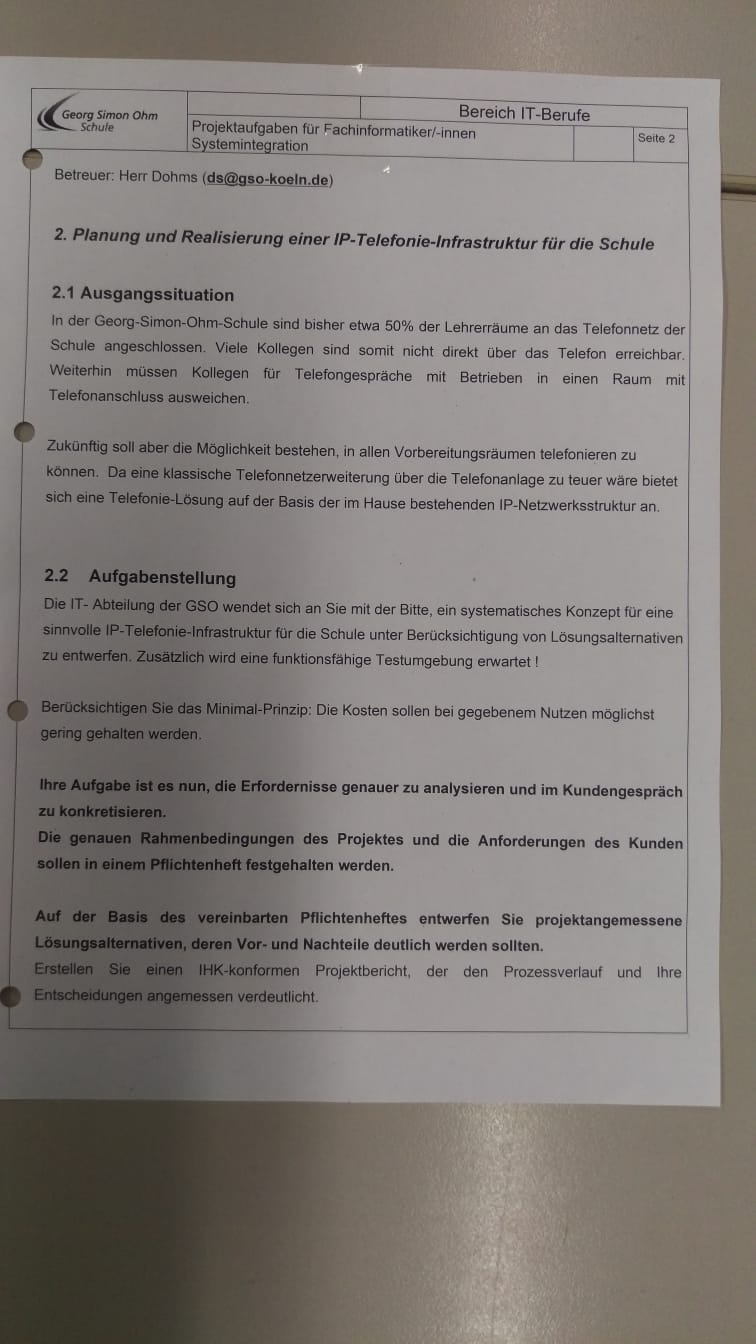 Georg Simon Ohm
Schule
Bereich IT-Berufe
Projektaufgaben für Fachinformatiker/-innen
Systemintegration
Seite 2
Betreuer: Herr Dohms (ds@gso-koeln.de)
2. Planung und Realisierung einer IP-Telefonie-Infrastruktur für die Schule
2.1 Ausgangssituation
In der Georg-Simon-Ohm-Schule sind bisher etwa 50% der Lehrerräume an das Telefonnetz der
Schule angeschlossen. Viele Kollegen sind somit nicht direkt über das Telefon erreichbar.
Weiterhin müssen Kollegen für Telefongespräche mit Betrieben in einen Raum mit
Telefonanschluss ausweichen.
Zukünftig soll aber die Möglichkeit bestehen, in allen Vorbereitungsräumen telefonieren zu
können. Da eine klassische Telefonnetzerweiterung über die Telefonanlage zu teuer wäre bietet
sich eine Telefonie-Lösung auf der Basis der im Hause bestehenden IP-Netzwerksstruktur an.
2.2 Aufgabenstellung
Die IT- Abteilung der GSO wendet sich an Sie mit der Bitte, ein systematisches Konzept für eine
sinnvolle IP-Telefonie-Infrastruktur für die Schule unter Berücksichtigung von Lösungsalternativen
zu entwerfen. Zusätzlich wird eine funktionsfähige Testumgebung erwartet !
Berücksichtigen Sie das Minimal-Prinzip: Die Kosten sollen bei gegebenem Nutzen möglichst
gering gehalten werden.
Ihre Aufgabe ist es nun, die Erfordernisse genauer zu analysieren und im Kundengespräch
zu konkretisieren.
Die genauen Rahmenbedingungen des Projektes und die Anforderungen des Kunden
sollen in einem Pflichtenheft festgehalten werden.
Auf der Basis des vereinbarten Pflichtenheftes entwerfen Sie projektangemessene
Lösungsalternativen, deren Vor- und Nachteile deutlich werden sollten.
Erstellen Sie einen IHK-konformen Projektbericht, der den Prozessverlauf und Ihre
Entscheidungen angemessen verdeutlicht.